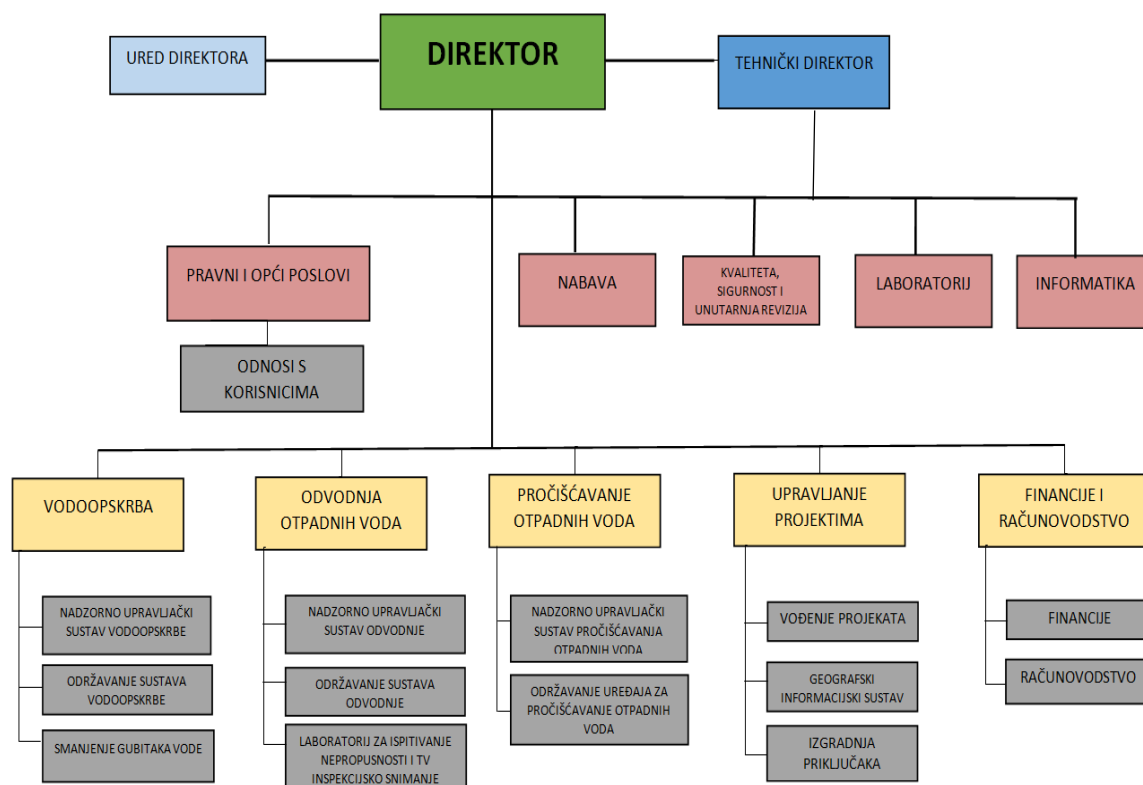 URED DIREKTORA
DIREKTOR
TEHNIČKI DIREKTOR
PRAVNI I OPĆI POSLOVI
NABAVA
KVALITETA,
SIGURNOST I
UNUTARNJA REVIZIJA
LABORATORIJ
INFORMATIKA
ODNOSI S
KORISNICIMA
VODOOPSKRBA
ODVODNJA
OTPADNIH VODA
PROČIŠĆAVANJE
OTPADNIH VODA
UPRAVLJANJE
PROJEKTIMA
FINANCIJE I
RAČUNOVODSTVO
NADZORNO UPRAVLJAČKI
SUSTAV VODOOPSKRBE
ODRŽAVANJE SUSTAVA
VODOOPSKRBE
SMANJENJE GUBITAKA VODE
NADZORNO UPRAVLJAČKI
SUSTAV ODVODNJE
ODRŽAVANJE SUSTAVA
ODVODNJE
LABORATORIJ ZA ISPITIVANJE
NEPROPUSNOSTI I TV
INSPEKCIJSKO SNIMANJE
NADZORNO UPRAVLJAČKI
SUSTAV PROČIŠĆAVANJA
OTPADNIH VODA
ODRŽAVANJE UREĐAJA ZA
PROČIŠĆAVANJE OTPADNIH
VODA
VOĐENJE PROJEKATA
GEOGRAFSKI
INFORMACIJSKI SUSTAV
IZGRADNJA
PRIKLJUČAKA
FINANCIJE
RAČUNOVODSTVO